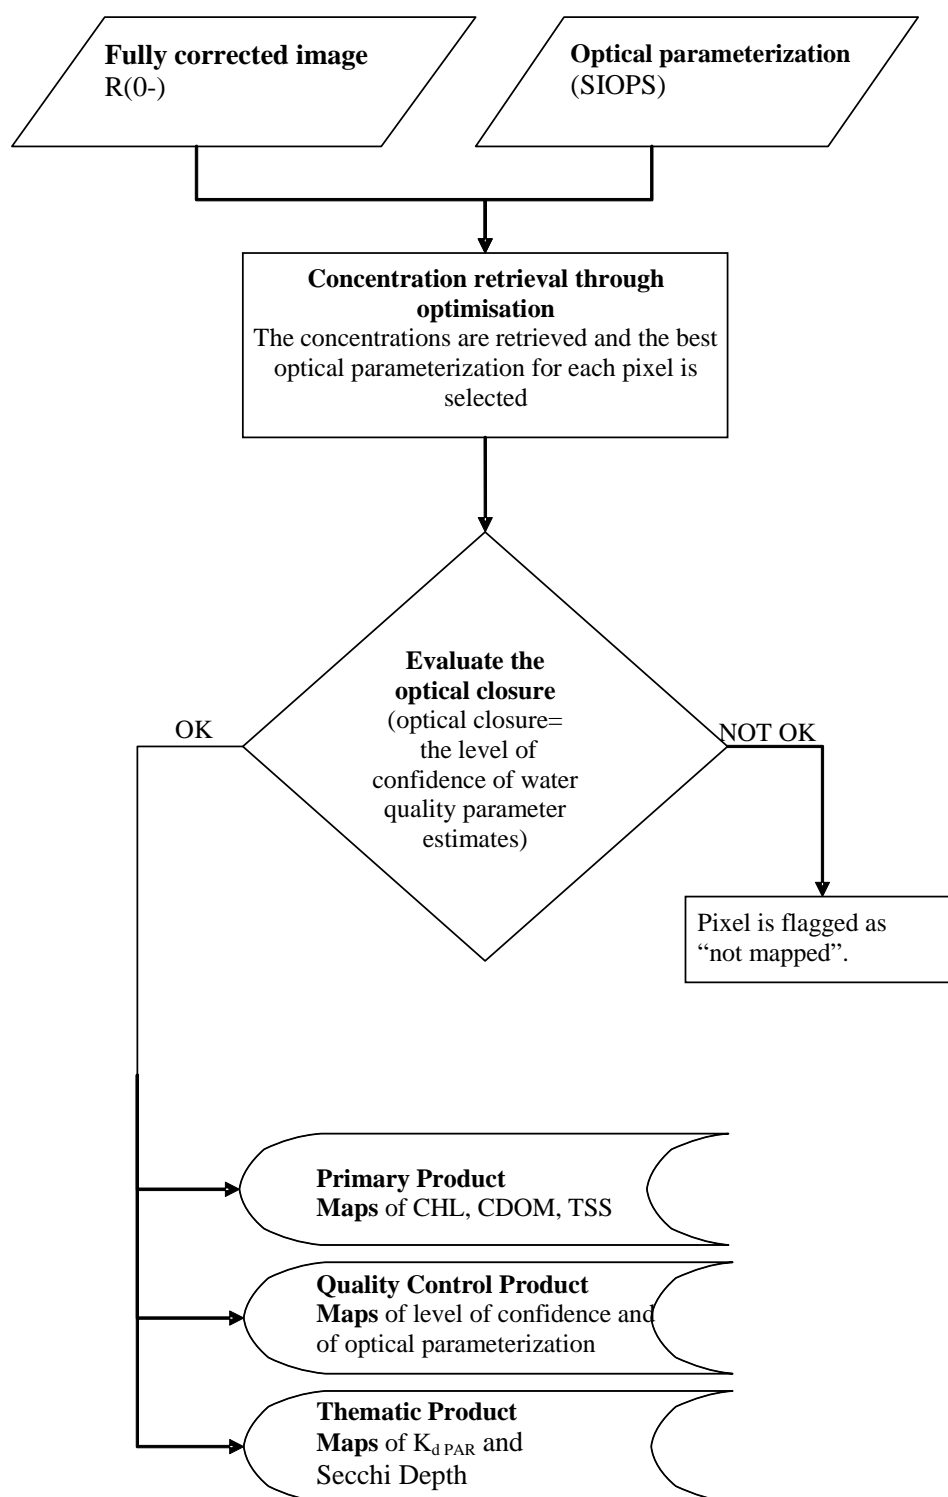 Fully corrected image
R(0-)
Optical parameterization
(SIOPS)
Concentration retrieval through
optimisation
The concentrations are retrieved and the best
optical parameterization for each pixel is
selected
Evaluate the
optical closure
(optical closure=
the level of
confidence of water
quality parameter
estimates)
OK
NOT OK
Pixel is flagged as
“not mapped”.
Primary Product
Maps of CHL, CDOM, TSS
Quality Control Product
Maps of level of confidence and
of optical parameterization
Thematic Product
Maps of Kd PAR and
Secchi Depth